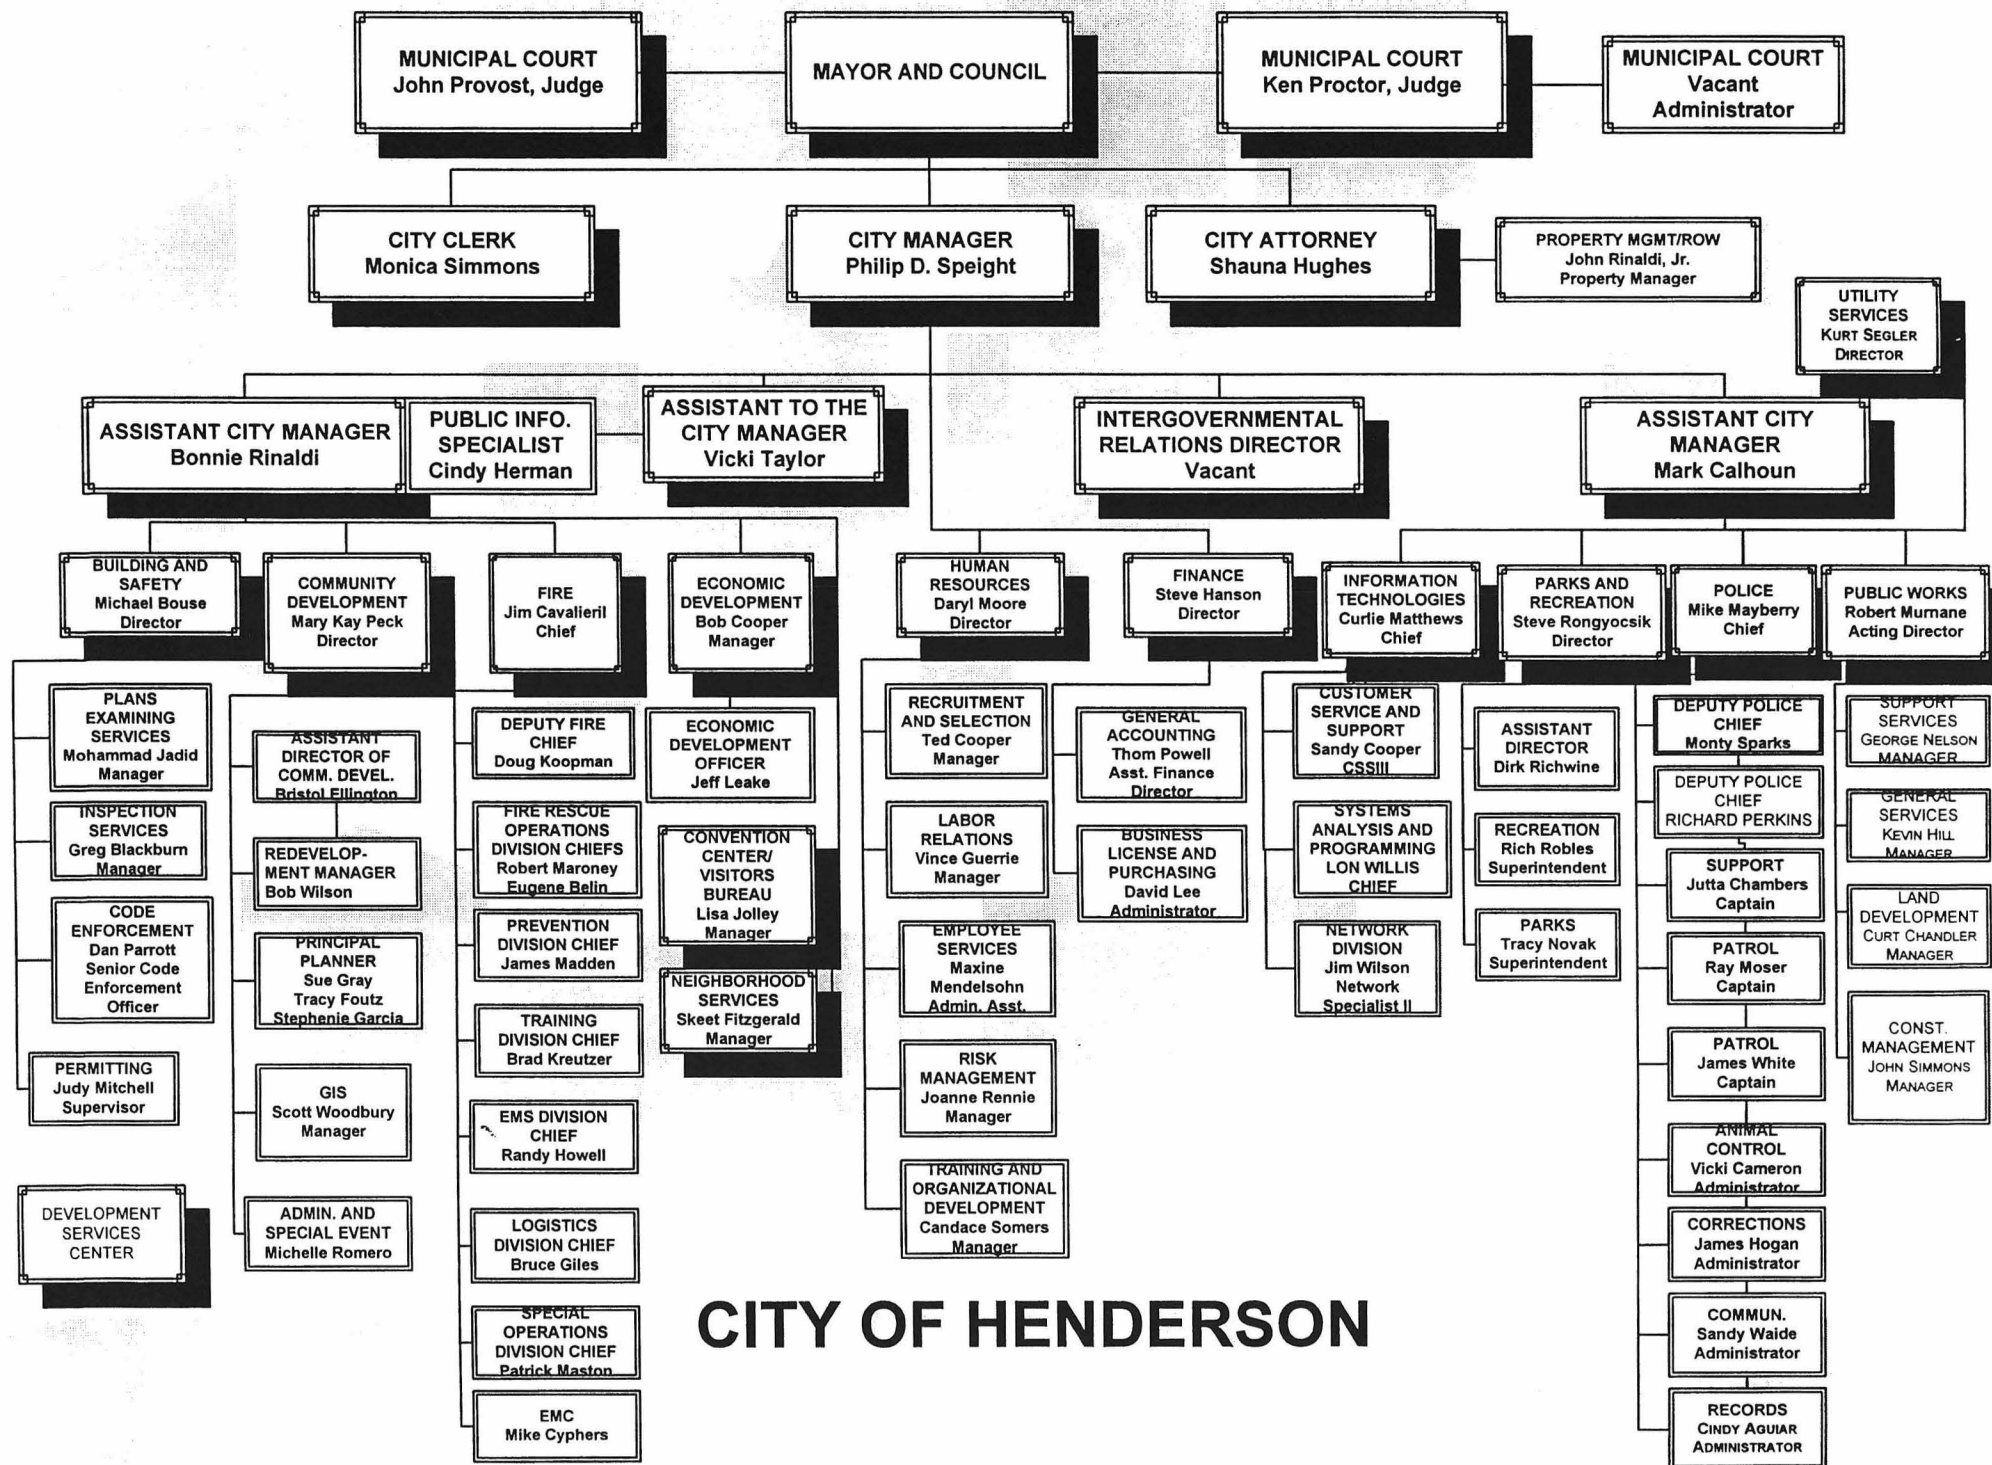 MUNICIPAL COURT
John Provost, Judge
MAYOR AND COUNCIL
MUNICIPAL COURT
Ken Proctor, Judge
MUNICIPAL COURT
Vacant
Administrator
CITY CLERK
Monica Simmons
CITY MANAGER
Philip D. Speight
CITY ATTORNEY
Shauna Hughes
PROPERTY MGMT/ROW
John Rinaldi, Jr.
Property Manager
UTILITY
SERVICES
KURT SEGLER
DIRECTOR
ASSISTANT CITY MANAGER
Bonnie Rinaldi
PUBLIC INFO.
SPECIALIST
Cindy Herman
ASSISTANT TO THE
CITY MANAGER
Vicki Taylor
INTERGOVERNMENTAL
RELATIONS DIRECTOR
Vacant
ASSISTANT CITY
MANAGER
Mark Calhoun
BUILDING AND
SAFETY
Michael Bouse
Director
COMMUNITY
DEVELOPMENT
Mary Kay Peck
Director
FIRE
Jim Cavalieril
Chief
ECONOMIC
DEVELOPMENT
Bob Cooper
Manager
HUMAN
RESOURCES
Daryl Moore
Director
FINANCE
Steve Hanson
Director
INFORMATION
TECHNOLOGIES
Curlie Matthews
Chief
PARKS AND
RECREATION
Steve Rongyocsik
Director
POLICE
Mike Mayberry
Chief
PUBLIC WORKS
Robert Murnane
Acting Director
PLANS
EXAMINING
SERVICES
Mohammad Jadid
Manager
INSPECTION
SERVICES
Greg Blackburn
Manager
CODE
ENFORCEMENT
Dan Parrott
Senior Code
Enforcement
Officer
PERMITTING
Judy Mitchell
Supervisor
DEVELOPMENT
SERVICES
CENTER
ASSISTANT
DIRECTOR OF
COMM. DEVEL.
Bristol Ellington
REDEVELOP-
MENT MANAGER
Bob Wilson
PRINCIPAL
PLANNER
Sue Gray
Tracy Foutz
Stephenie Garcia
GIS
Scott Woodbury
Manager
ADMIN. AND
SPECIAL EVENT
Michelle Romero
DEPUTY FIRE
CHIEF
Doug Koopman
FIRE RESCUE
OPERATIONS
DIVISION CHIEFS
Robert Maroney
Eugene Belin
PREVENTION
DIVISION CHIEF
James Madden
TRAINING
DIVISION CHIEF
Brad Kreutzer
EMS DIVISION
CHIEF
Randy Howell
LOGISTICS
DIVISION CHIEF
Bruce Giles
SPECIAL
OPERATIONS
DIVISION CHIEF
Patrick Maston
EMC
Mike Cyphers
ECONOMIC
DEVELOPMENT
OFFICER
Jeff Leake
CONVENTION
CENTER/
VISITORS
BUREAU
Lisa Jolley
Manager
NEIGHBORHOOD
SERVICES
Skeet Fitzgerald
Manager
RECRUITMENT
AND SELECTION
Ted Cooper
Manager
LABOR
RELATIONS
Vince Guerrie
Manager
EMPLOYEE
SERVICES
Maxine
Mendelsohn
Admin. Asst.
RISK
MANAGEMENT
Joanne Rennie
Manager
TRAINING AND
ORGANIZATIONAL
DEVELOPMENT
Candace Somers
Manager
GENERAL
ACCOUNTING
Thom Powell
Asst. Finance
Director
BUSINESS
LICENSE AND
PURCHASING
David Lee
Administrator
CUSTOMER
SERVICE AND
SUPPORT
Sandy Cooper
CSSIII
SYSTEMS
ANALYSIS AND
PROGRAMMING
LON WILLIS
CHIEF
NETWORK
DIVISION
Jim Wilson
Network
Specialist II
ASSISTANT
DIRECTOR
Dirk Richwine
RECREATION
Rich Robles
Superintendent
PARKS
Tracy Novak
Superintendent
DEPUTY POLICE
CHIEF
Monty Sparks
DEPUTY POLICE
CHIEF
RICHARD PERKINS
SUPPORT
Jutta Chambers
Captain
PATROL
Ray Moser
Captain
PATROL
James White
Captain
ANIMAL
CONTROL
Vicki Cameron
Administrator
CORRECTIONS
James Hogan
Administrator
COMMUN.
Sandy Waide
Administrator
RECORDS
CINDY AGUIAR
ADMINISTRATOR
SUPPORT
SERVICES
GEORGE NELSON
MANAGER
GENERAL
SERVICES
KEVIN HILL
MANAGER
LAND
DEVELOPMENT
CURT CHANDLER
MANAGER
CONST.
MANAGEMENT
JOHN SIMMONS
MANAGER
CITY OF HENDERSON